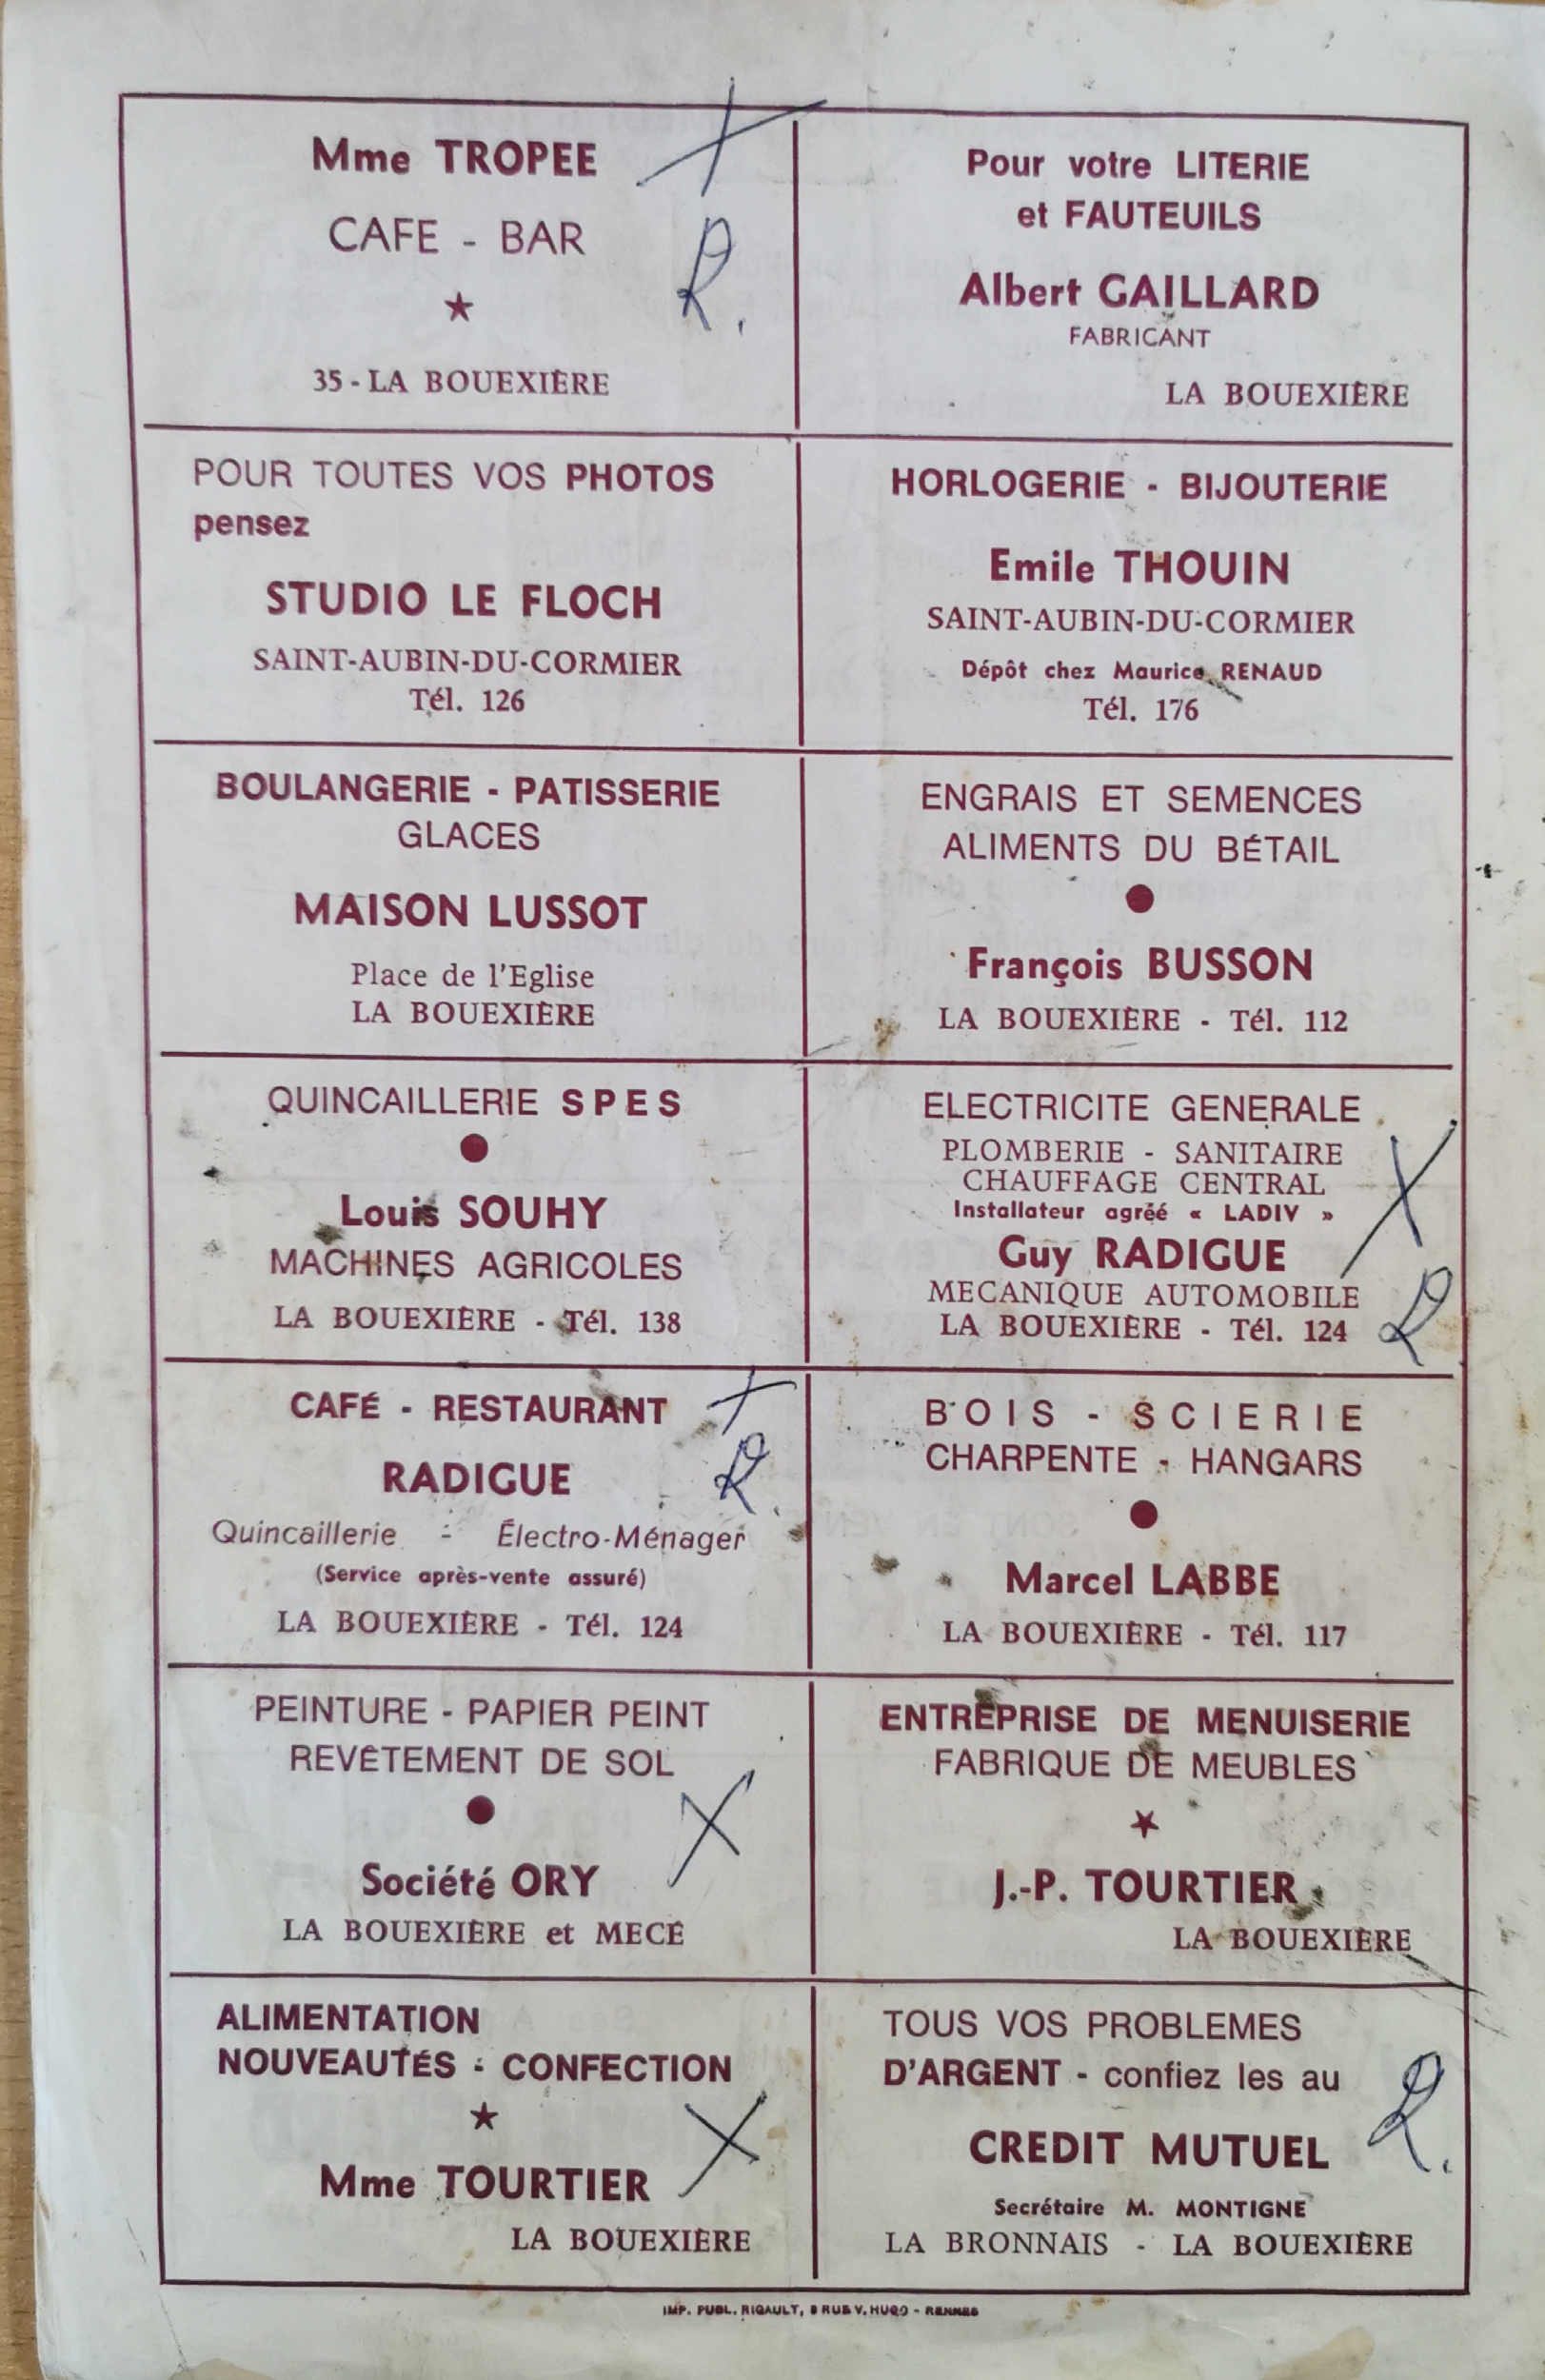 Mme TROPEE
CAFE - BAR
35 - LA BOUEXIÈRE
X
R.
Pour votre LITERIE
et FAUTEUILS
Albert GAILLARD
FABRICANT
LA BOUEXIÈRE
POUR TOUTES VOS PHOTOS
pensez
STUDIO LE FLOCH
SAINT-AUBIN-DU-CORMIER
Tél. 126
HORLOGERIE - BIJOUTERIE
Emile THOUIN
SAINT-AUBIN-DU-CORMIER
Dépôt chez Maurice RENAUD
Tél. 176
BOULANGERIE - PATISSERIE
GLACES
MAISON LUSSOT
Place de l'Eglise
LA BOUEXIÈRE
ENGRAIS ET SEMENCES
ALIMENTS DU BÉTAIL
François BUSSON
LA BOUEXIÈRE - Tél. 112
QUINCAILLERIE SPES
Louis SOUHY
MACHINES AGRICOLES
LA BOUEXIÈRE - Tél. 138
ELECTRICITE GENERALE
PLOMBERIE - SANITAIRE
CHAUFFAGE CENTRAL
Installateur agréé « LADIV »
Guy RADIGUE
MECANIQUE AUTOMOBILE
LA BOUEXIÈRE - Tél. 124
X
R
CAFÉ - RESTAURANT
RADIGUE
Quincaillerie - Électro-Ménager
(Service après-vente assuré)
LA BOUEXIÈRE - Tél. 124
X
R.
BOIS - SCIERIE
CHARPENTE - HANGARS
Marcel LABBE
LA BOUEXIÈRE - Tél. 117
PEINTURE - PAPIER PEINT
REVÊTEMENT DE SOL
Société ORY
LA BOUEXIÈRE et MECÉ
X
ENTREPRISE DE MENUISERIE
FABRIQUE DE MEUBLES
J.-P. TOURTIER
LA BOUEXIÈRE
ALIMENTATION
NOUVEAUTÉS - CONFECTION
Mme TOURTIER
LA BOUEXIÈRE
X
TOUS VOS PROBLEMES
D'ARGENT - confiez les au
CREDIT MUTUEL
Secrétaire M. MONTIGNE
LA BRONNAIS - LA BOUEXIÈRE
R.
IMP. PUBL. RIGAULT, 8 RUE V. HUGO - RENNES